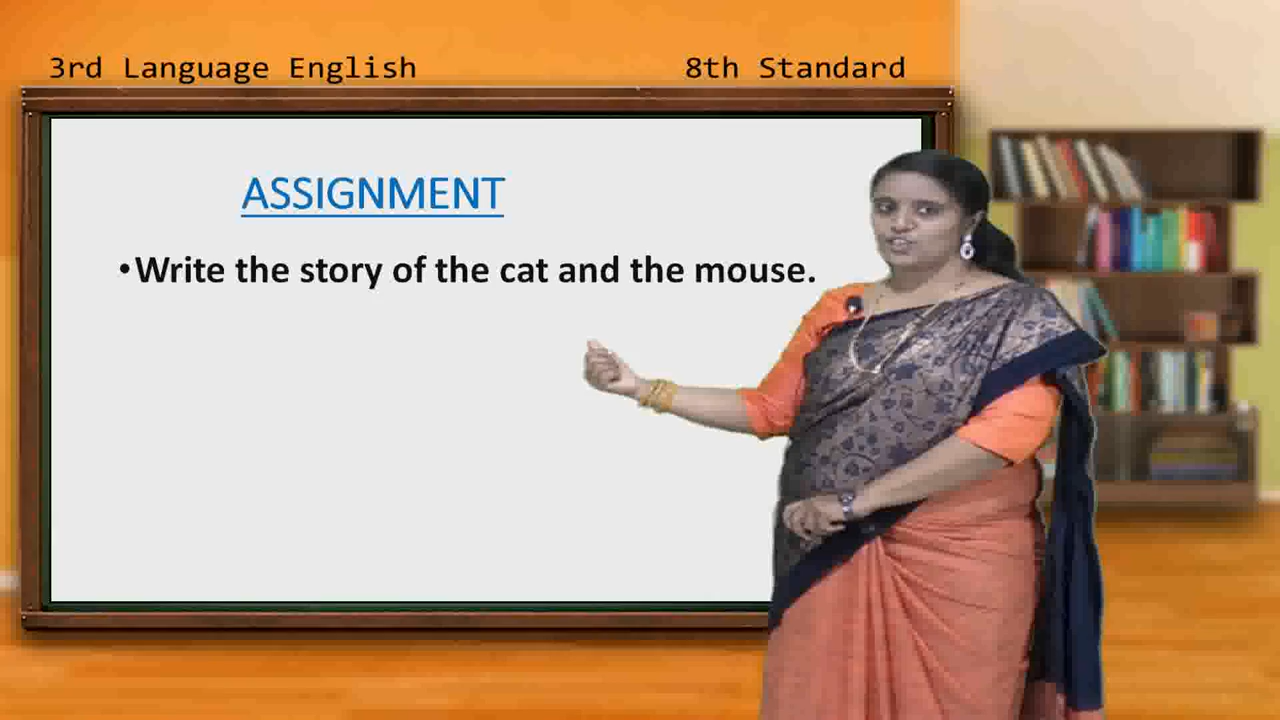 3rd Language English
8th Standard
ASSIGNMENT
•Write the story of the cat and the mouse.